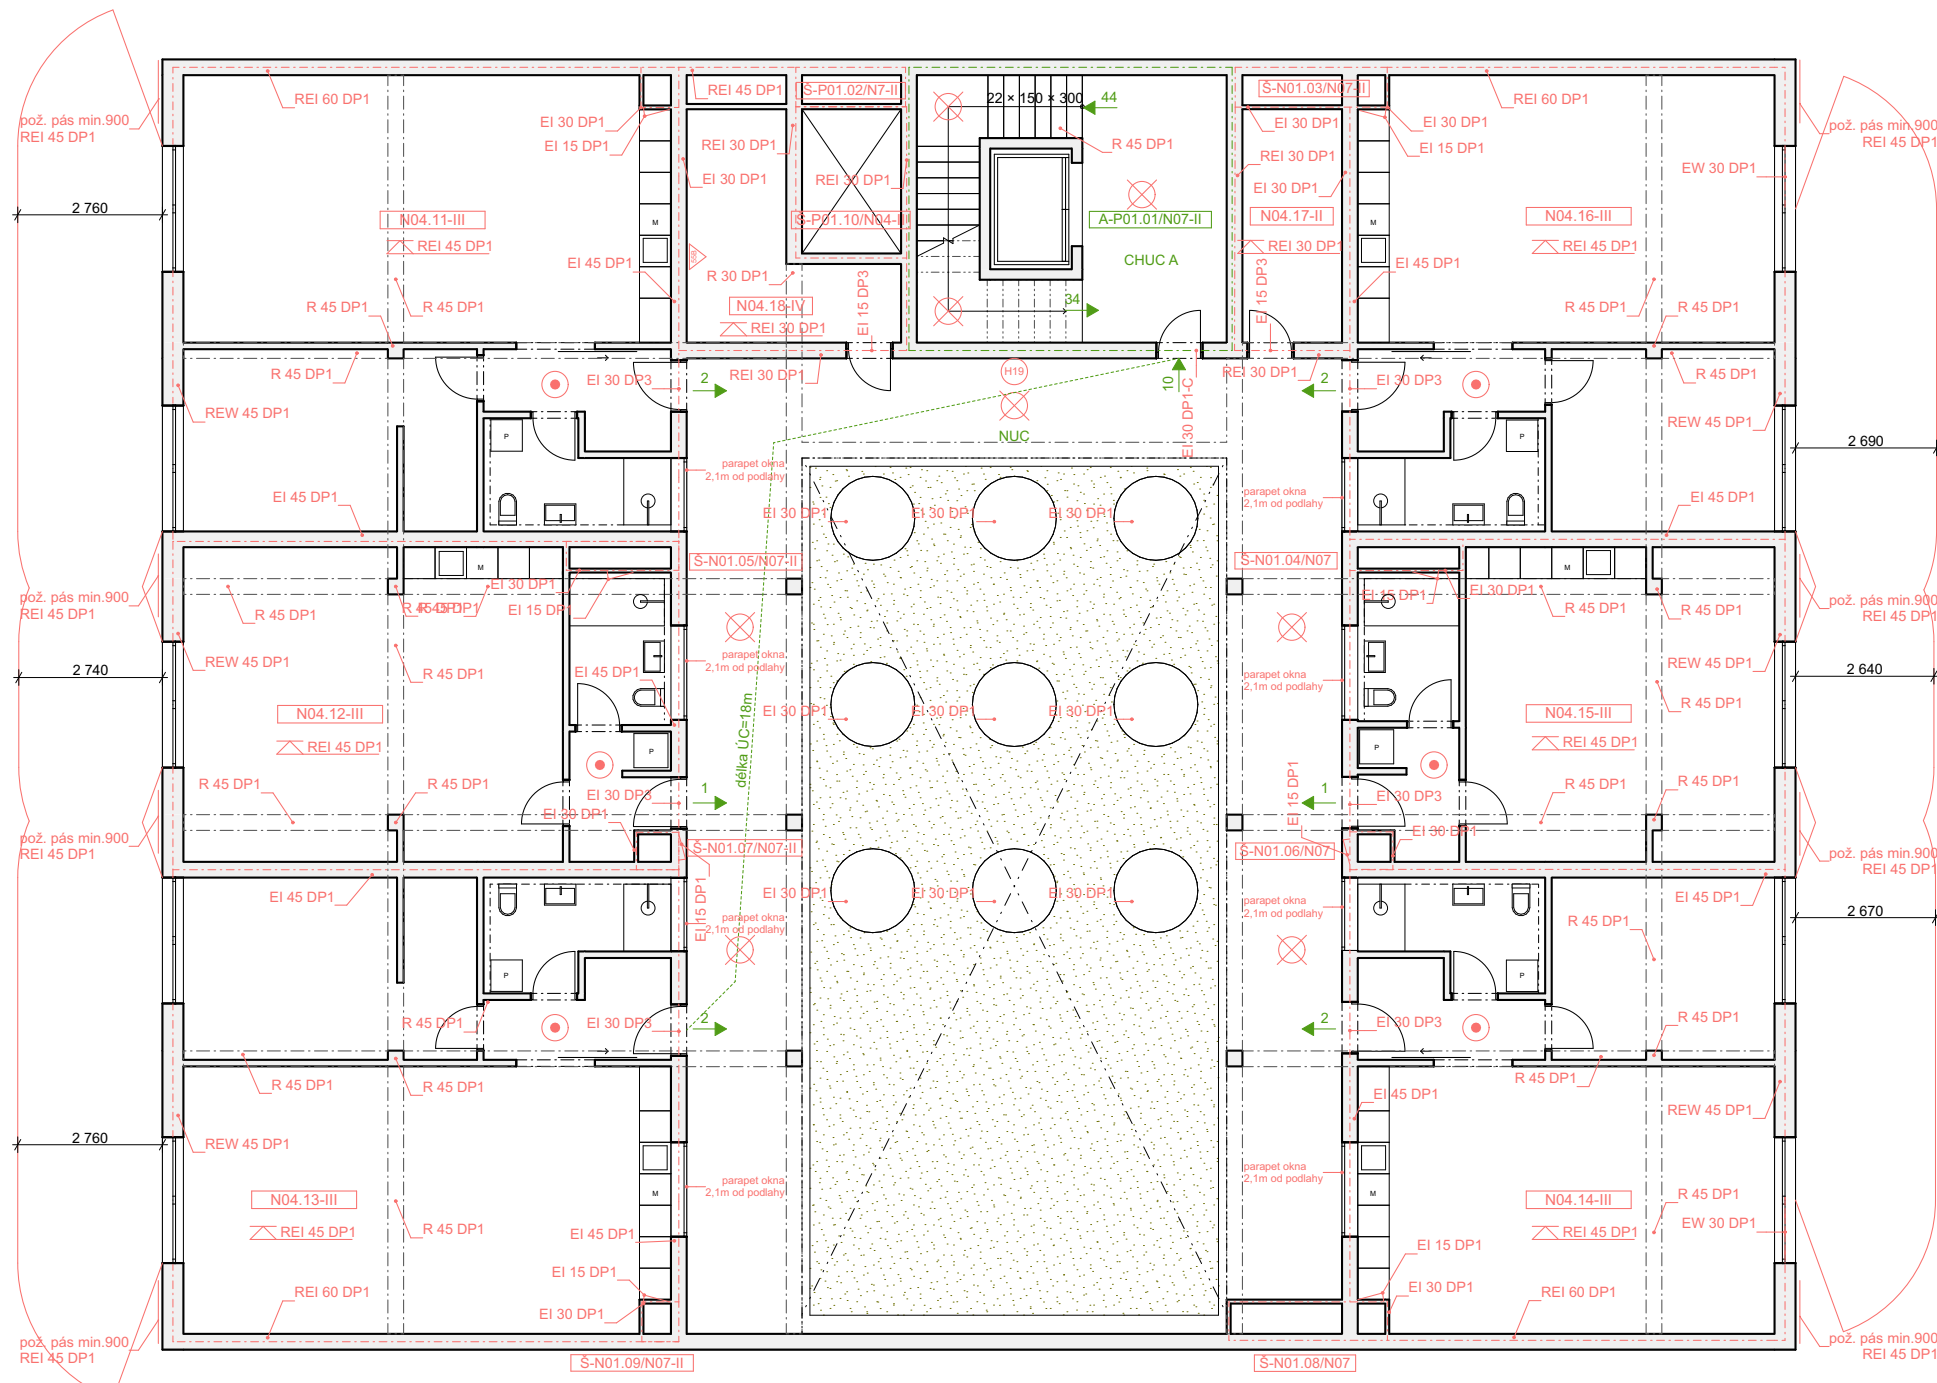 REI 60 DP1
REI 45 DP1
Š-P01.02/N7-II
22 × 150 × 300
44
Š-N01.03/N07-II
REI 60 DP1
pož. pás min.900
REI 45 DP1
EI 30 DP1
EI 15 DP1
REI 30 DP1
R 45 DP1
EI 30 DP1
EI 30 DP1
EI 15 DP1
pož. pás min.900
REI 45 DP1
EI 30 DP1
REI 30 DP1
REI 30 DP1
EI 30 DP1
EW 30 DP1
2 760
N04.11-III
REI 45 DP1
M
Š-P01.10/N04-II
A-P01.01/N07-II
N04.17-II
REI 30 DP1
M
N04.16-III
REI 45 DP1
CHUC A
EI 45 DP1
R 30 DP1
EI 45 DP1
R 45 DP1
R 45 DP1
N04.18-IV
REI 30 DP1
EI 15 DP3
34
EI 15 DP3
R 45 DP1
R 45 DP1
R 45 DP1
REI 30 DP1
H19
10
REI 30 DP1
R 45 DP1
EI 30 DP3
2
EI 30 DP1-C
2
EI 30 DP3
REW 45 DP1
P
NUC
P
REW 45 DP1
2 690
parapet okna
2,1m od podlahy
parapet okna
2,1m od podlahy
EI 45 DP1
EI 30 DP1
EI 30 DP1
EI 30 DP1
EI 45 DP1
Š-N01.05/N07-II
Š-N01.04/N07
M
M
pož. pás min.900
REI 45 DP1
R 45 DP1
R 45 DP1
R 45 DP1
EI 30 DP1
EI 15 DP1
EI 15 DP1
EI 30 DP1
R 45 DP1
R 45 DP1
pož. pás min.900
REI 45 DP1
2 740
REW 45 DP1
R 45 DP1
EI 45 DP1
parapet okna
2,1m od podlahy
parapet okna
2,1m od podlahy
REW 45 DP1
2 640
R 45 DP1
N04.12-III
REI 45 DP1
délka ÚC=18m
EI 30 DP1
EI 30 DP1
EI 30 DP1
N04.15-III
REI 45 DP1
P
P
R 45 DP1
R 45 DP1
EI 30 DP3
1
EI 15 DP1
1
EI 30 DP3
R 45 DP1
R 45 DP1
EI 30 DP1
EI 30 DP1
pož. pás min.900
REI 45 DP1
Š-N01.07/N07-II
Š-N01.06/N07
pož. pás min.900
REI 45 DP1
EI 45 DP1
EI 15 DP1
EI 30 DP1
EI 30 DP1
EI 30 DP1
EI 45 DP1
parapet okna
2,1m od podlahy
parapet okna
2,1m od podlahy
2 670
R 45 DP1
P
P
R 45 DP1
EI 30 DP3
2
2
EI 30 DP3
R 45 DP1
R 45 DP1
R 45 DP1
R 45 DP1
EI 45 DP1
2 760
REW 45 DP1
REW 45 DP1
parapet okna
2,1m od podlahy
parapet okna
2,1m od podlahy
N04.13-III
REI 45 DP1
R 45 DP1
M
M
N04.14-III
REI 45 DP1
R 45 DP1
EW 30 DP1
EI 45 DP1
EI 15 DP1
EI 30 DP1
EI 15 DP1
EI 30 DP1
REI 60 DP1
REI 60 DP1
pož. pás min.900
REI 45 DP1
Š-N01.09/N07-II
Š-N01.08/N07
pož. pás min.900
REI 45 DP1